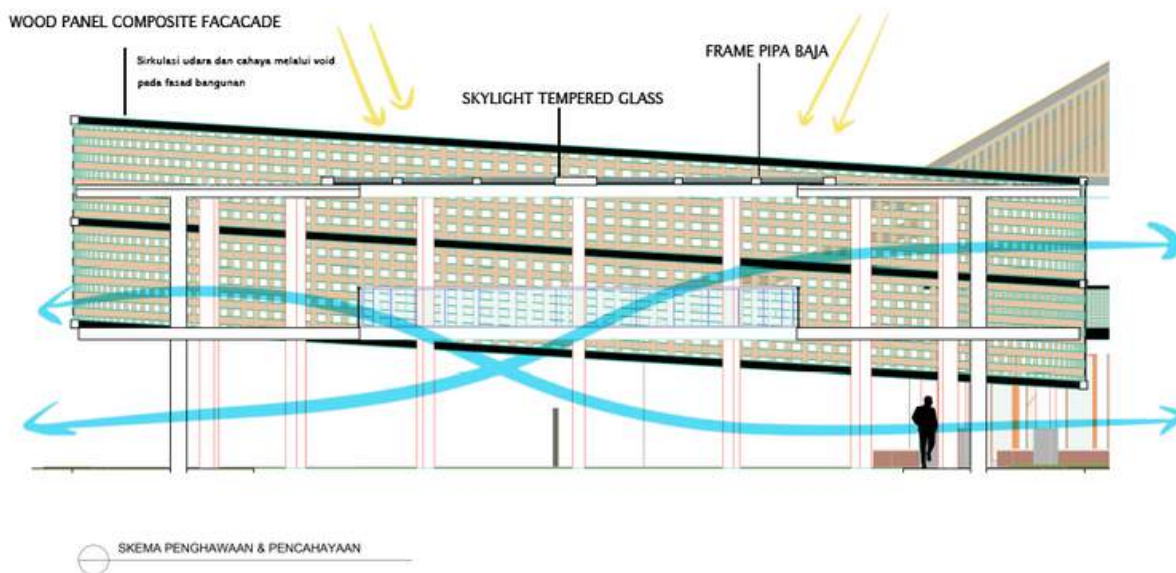 WOOD PANEL COMPOSITE FACACADE
Sirkulasi udara dan cahaya melalui void
pada fasad bangunan
FRAME PIPA BAJA
SKYLIGHT TEMPERED GLASS
SKEMA PENGHAWAAN & PENCAHAYAAN